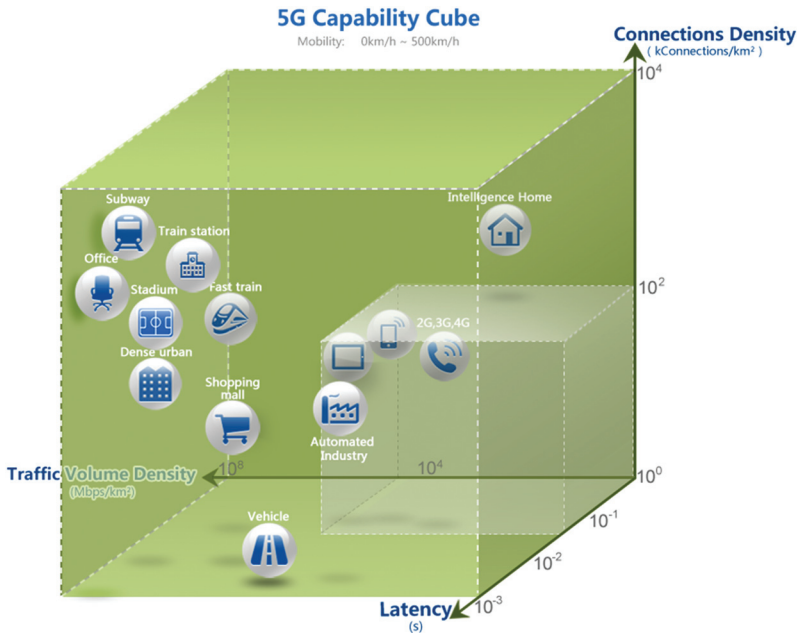 5G Capability Cube
Mobility: 0km/h ~ 500km/h
Connections Density
( kConnections/km² )
10⁴
Subway
Intelligence Home
Train station
Office
Stadium
Fast train
10²
2G,3G,4G
Dense urban
Shopping
mall
Automated
Industry
Traffic Volume Density
(Mbps/km²)
10⁸
10⁴
10⁰
10⁻¹
Vehicle
10⁻²
10⁻³
Latency
(s)